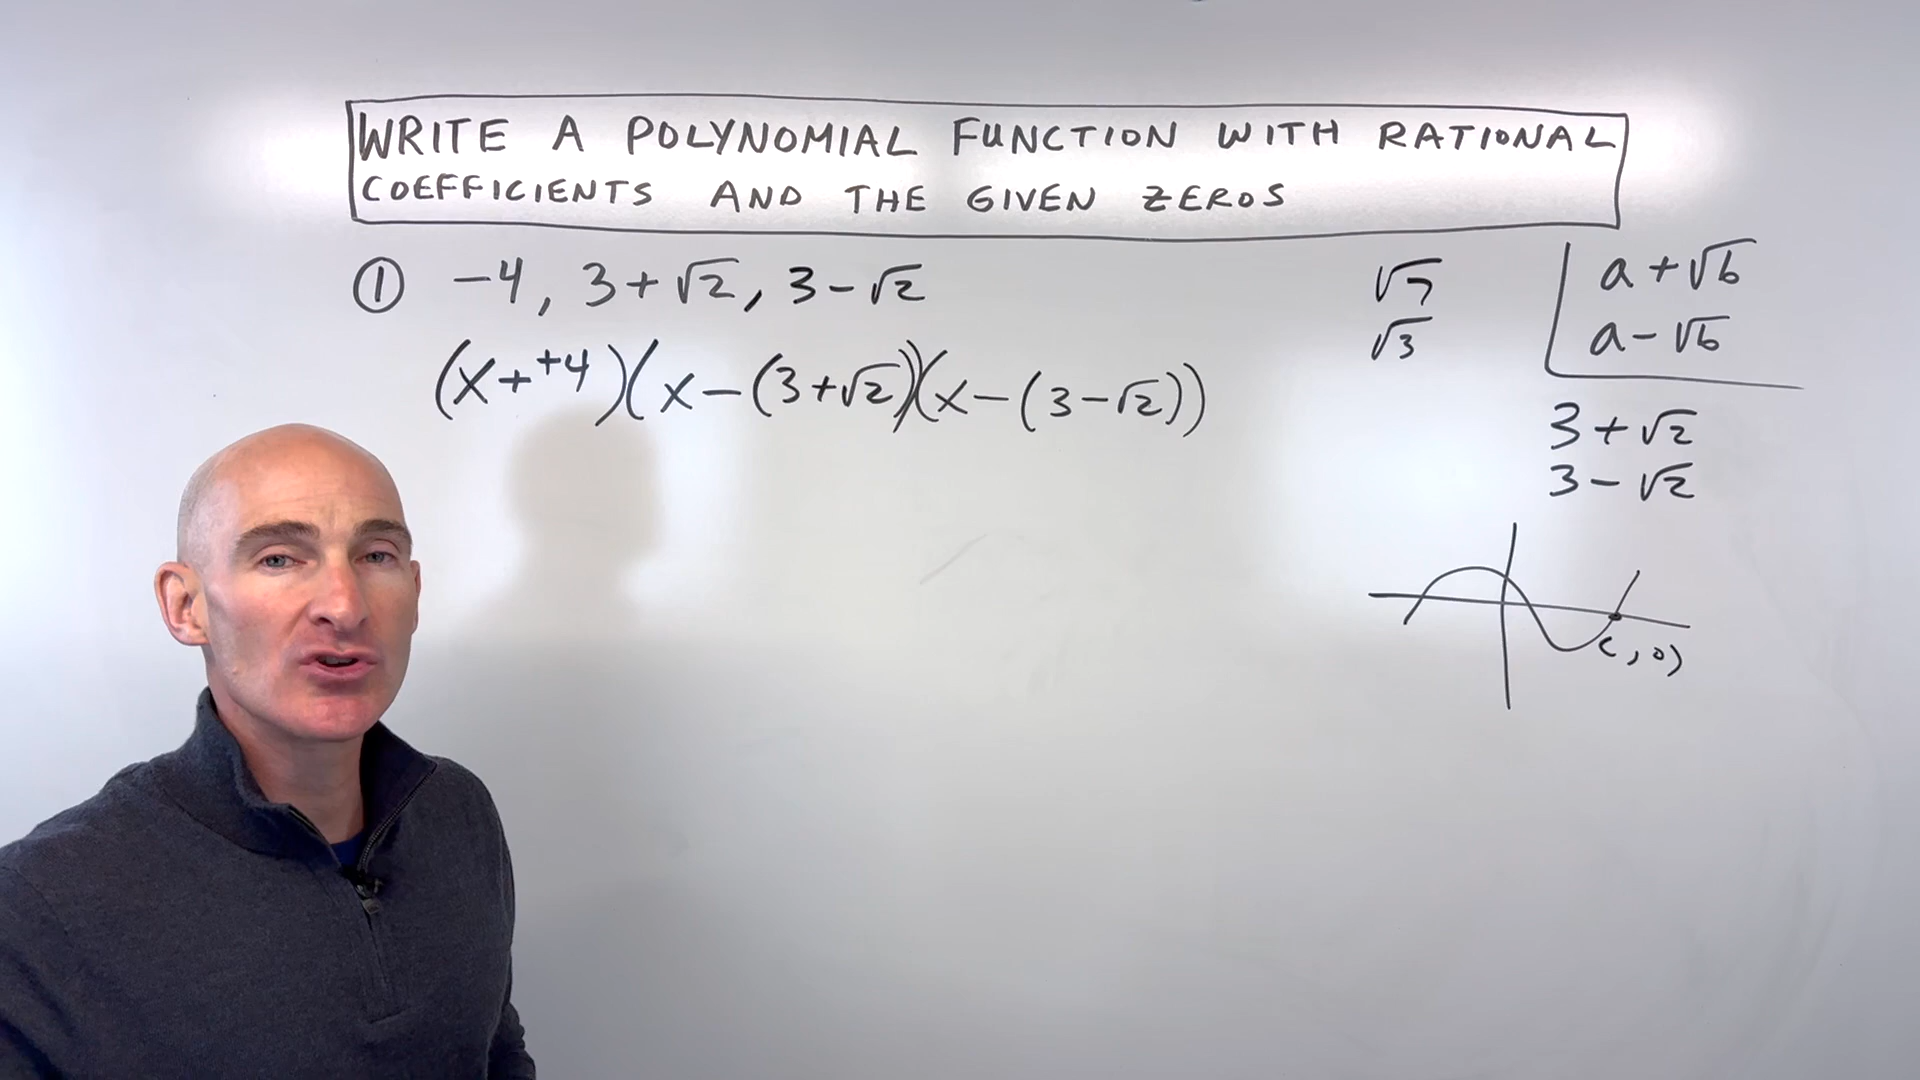 WRITE A POLYNOMIAL FUNCTION WITH RATIONAL
COEFFICIENTS AND THE GIVEN ZEROS
① -4, 3+√2, 3-√2
(x++4)(x-(3+√2))(x-(3-√2))
√7
√3
a+√b
a-√b
3+√2
3-√2
( , 0)